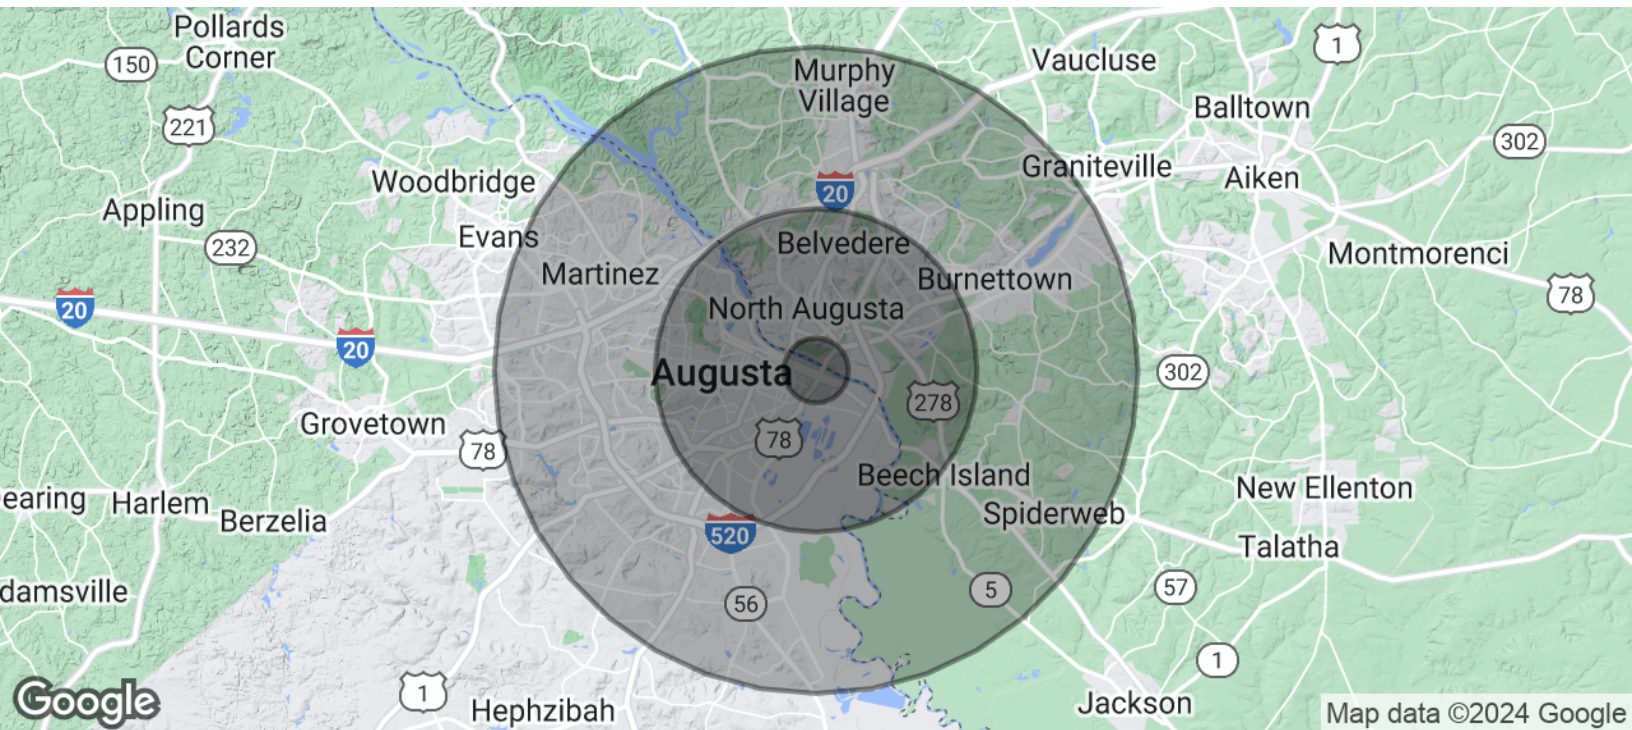 Pollards
Corner
150
Murphy
Village
Vaucluse
1
Balltown
221
302
Woodbridge
20
Graniteville
Aiken
Appling
232
Evans
Belvedere
Montmorenci
Martinez
Burnettown
20
North Augusta
78
20
Augusta
302
278
Grovetown
78
78
Beech Island
earing
Harlem
New Ellenton
Berzelia
Spiderweb
520
Talatha
damsville
56
5
57
1
1
Google
Hephzibah
Jackson
Map data ©2024 Google